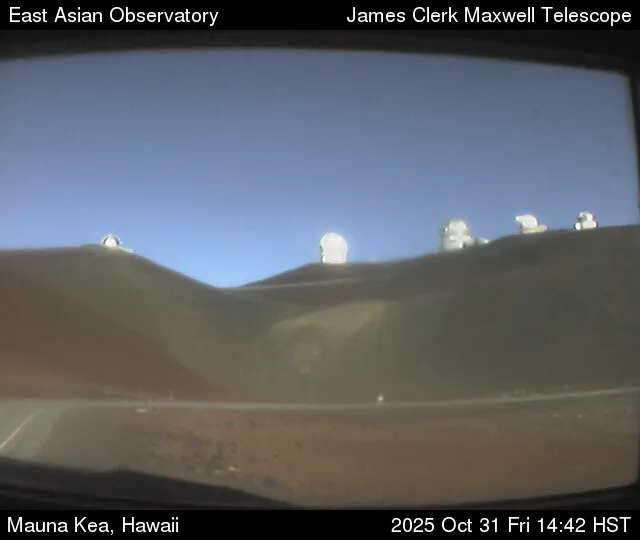 East Asian Observatory
James Clerk Maxwell Telescope
Mauna Kea, Hawaii
2025 Oct 31 Fri 14:42 HST